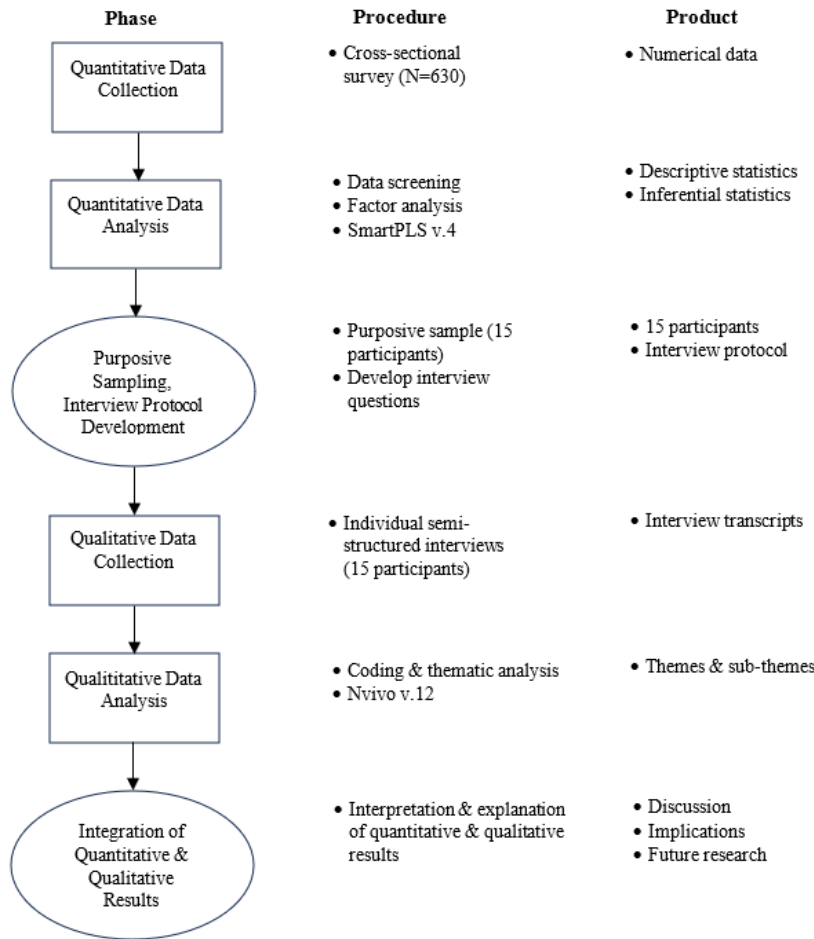 Phase
Procedure
Product
Quantitative Data
Collection
• Cross-sectional
survey (N=630)
• Numerical data
Quantitative Data
Analysis
• Data screening
• Factor analysis
• SmartPLS v.4
• Descriptive statistics
• Inferential statistics
Purposive
Sampling,
Interview Protocol
Development
• Purposive sample (15
participants)
• Develop interview
questions
• 15 participants
• Interview protocol
Qualitative Data
Collection
• Individual semi-
structured interviews
(15 participants)
• Interview transcripts
Qualititative Data
Analysis
• Coding & thematic analysis
• Nvivo v.12
• Themes & sub-themes
Integration of
Quantitative &
Qualitative
Results
• Interpretation & explanation
of quantitative & qualitative
results
• Discussion
• Implications
• Future research